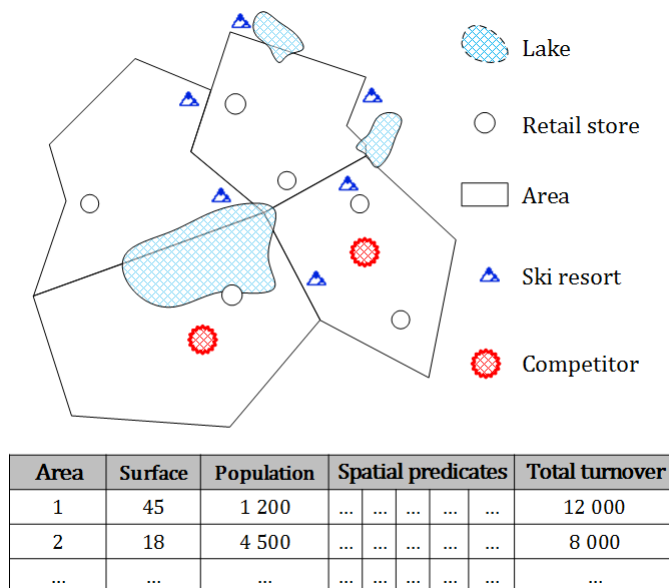 Lake
Retail store
Area
Ski resort
Competitor
Area Surface Population Spatial predicates Total turnover
1 45 1 200 ... ... ... ... ... 12 000
2 18 4 500 ... ... ... ... ... 8 000
... ... ... ... ... ... ... ... ...